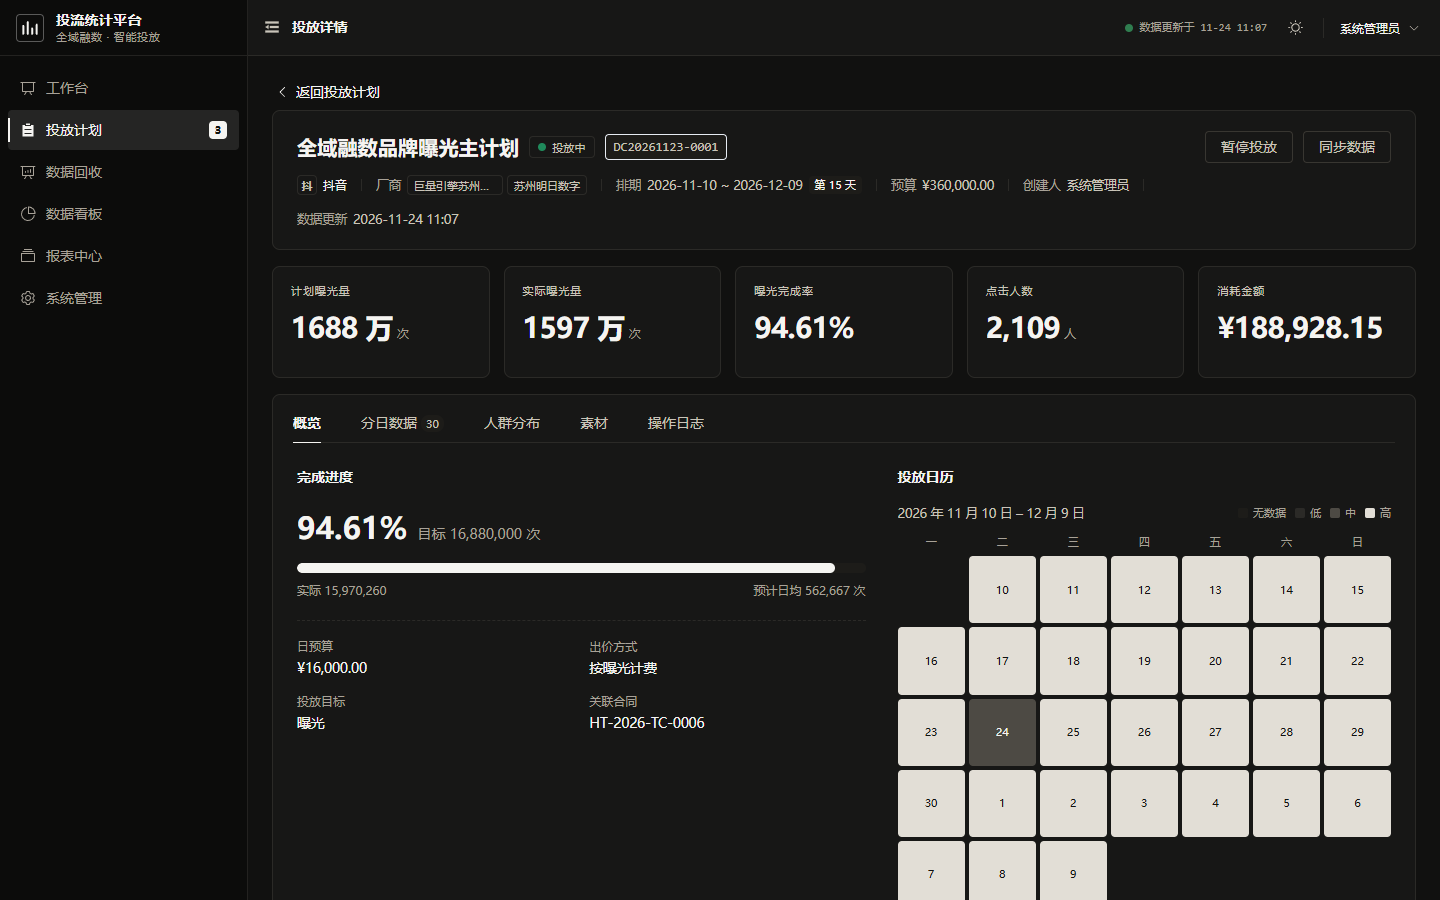 投流统计平台
全域融数 · 智能投放
工作台
投放计划 3
数据回收
数据看板
报表中心
系统管理
投放详情
数据更新于 11-24 11:07
系统管理员
返回投放计划
全域融数品牌曝光主计划 投放中 DC20261123-0001
暂停投放 同步数据
抖 抖音 厂商 巨量引擎苏州... 苏州明日数字 排期 2026-11-10 ~ 2026-12-09 第 15 天 预算 ¥360,000.00 创建人 系统管理员
数据更新 2026-11-24 11:07
计划曝光量
1688 万 次
实际曝光量
1597 万 次
曝光完成率
94.61%
点击人数
2,109 人
消耗金额
¥188,928.15
概览 分日数据 30 人群分布 素材 操作日志
完成进度
94.61% 目标 16,880,000 次
实际 15,970,260 预计日均 562,667 次
日预算
¥16,000.00
出价方式
按曝光计费
投放目标
曝光
关联合同
HT-2026-TC-0006
投放日历
2026 年 11 月 10 日 – 12 月 9 日 无数据 低 中 高
一 二 三 四 五 六 日
10 11 12 13 14 15
16 17 18 19 20 21 22
23 24 25 26 27 28 29
30 1 2 3 4 5 6
7 8 9